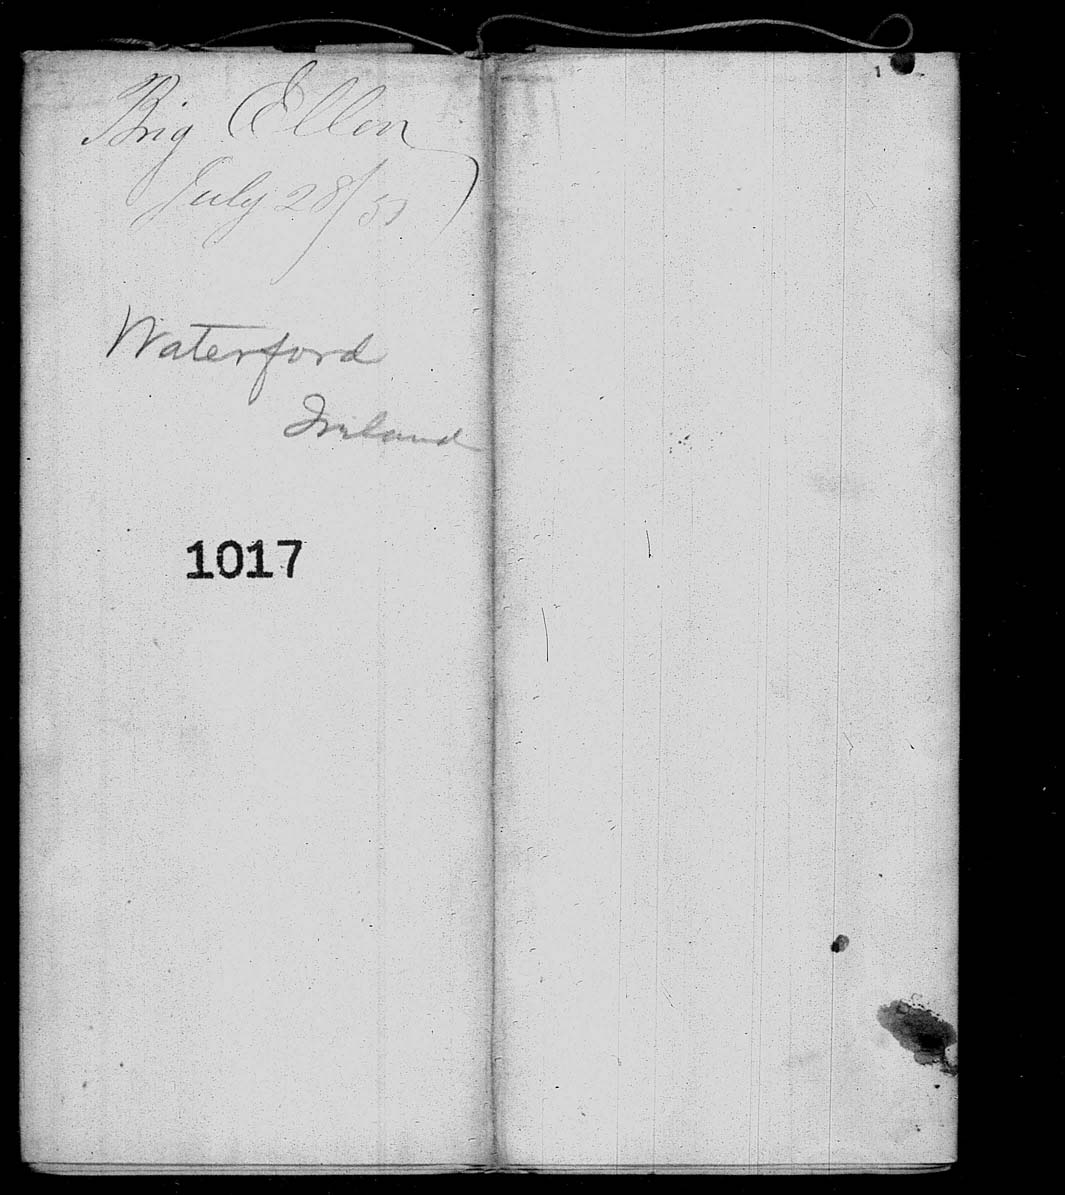 Brig Ellen
July 28/51
Waterford
Ireland
1017